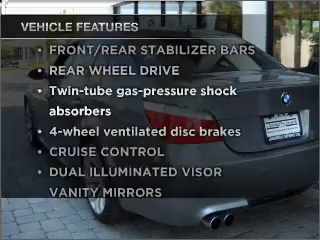 VEHICLE FEATURES
• FRONT/REAR STABILIZER BARS
• REAR WHEEL DRIVE
• Twin-tube gas-pressure shock
absorbers
• 4-wheel ventilated disc brakes
• CRUISE CONTROL
• DUAL ILLUMINATED VISOR
VANITY MIRRORS